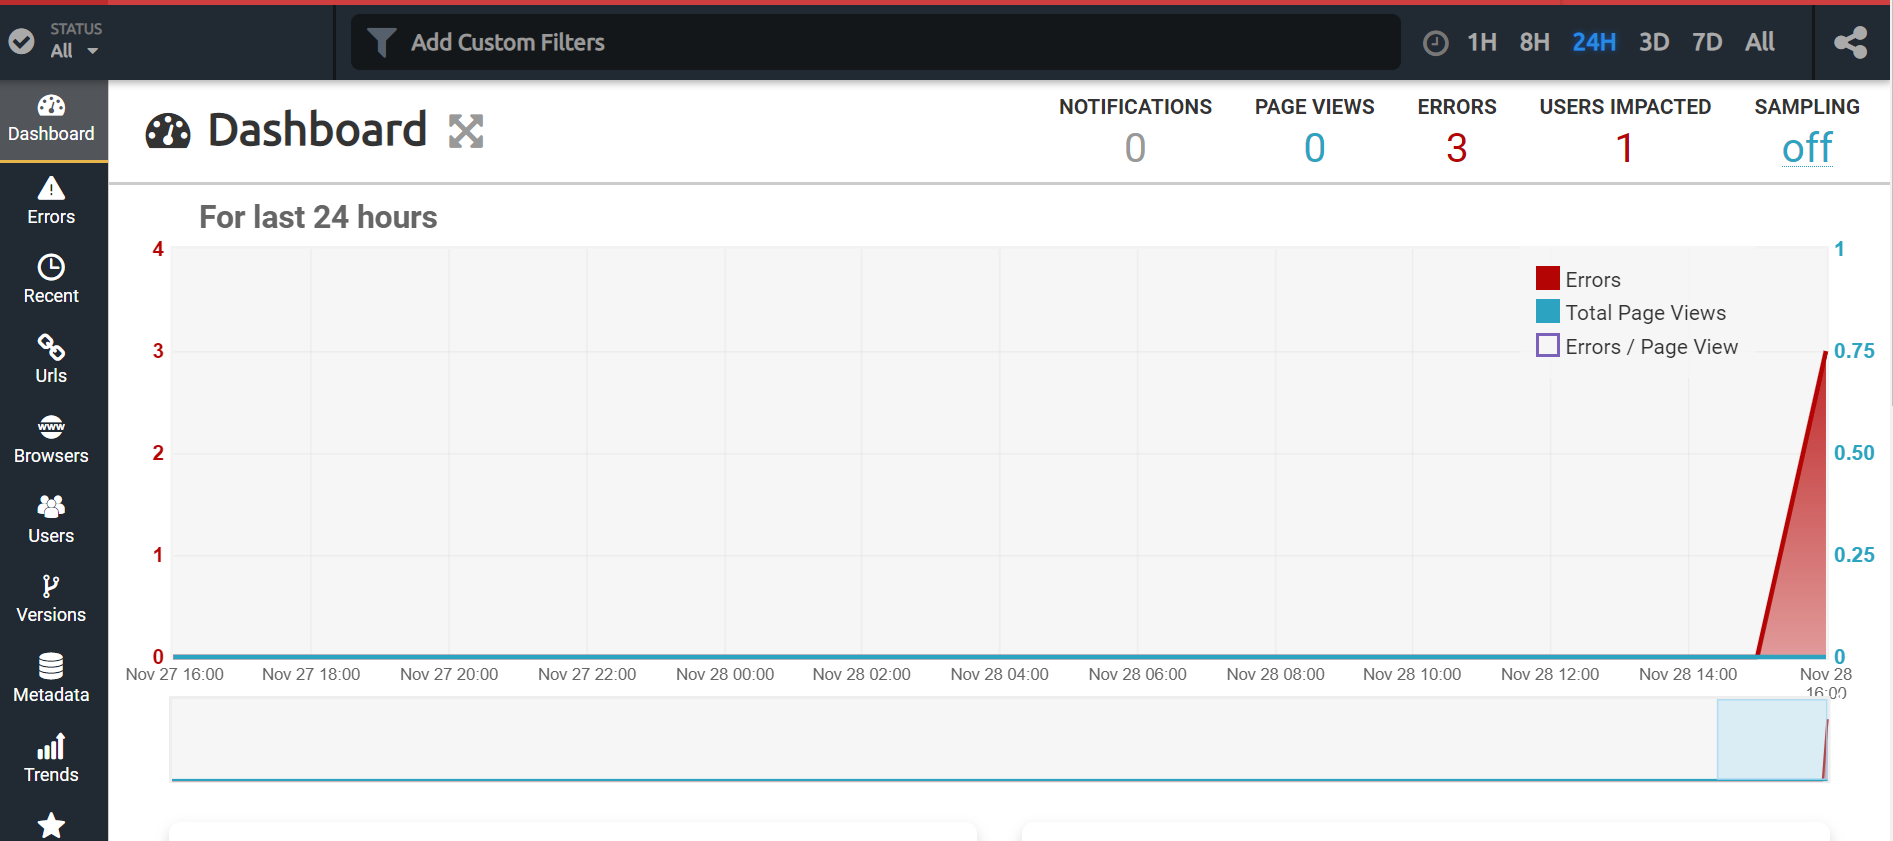 STATUS
All
Add Custom Filters
1H 8H 24H 3D 7D All
Dashboard
Errors
Recent
Urls
www
Browsers
Users
Versions
Metadata
Trends
Dashboard
NOTIFICATIONS PAGE VIEWS ERRORS USERS IMPACTED SAMPLING
0 0 3 1 off
For last 24 hours
4
3
2
1
0
1
0.75
0.50
0.25
0
Errors
Total Page Views
Errors / Page View
Nov 27 16:00 Nov 27 18:00 Nov 27 20:00 Nov 27 22:00 Nov 28 00:00 Nov 28 02:00 Nov 28 04:00 Nov 28 06:00 Nov 28 08:00 Nov 28 10:00 Nov 28 12:00 Nov 28 14:00 Nov 28
16:00